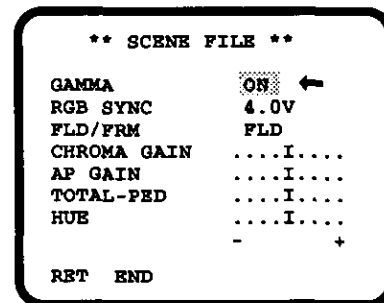 ** SCENE FILE **
GAMMA ON ←
RGB SYNC 4.0V
FLD/FRM FLD
CHROMA GAIN ....I....
AP GAIN ....I....
TOTAL-PED ....I....
HUE ....I....
- +
RET END